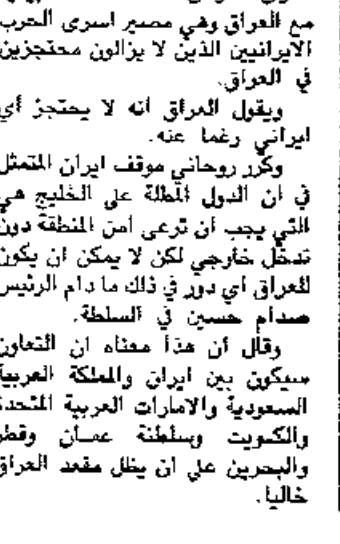 مع العراق وهي مصير اسرى الحرب
الايرانيين الذين لا يزالون محتجزين
في العراق.
ويقول العراق انه لا يحتجز أي
ايراني رغما عنه.
وكرر روحاني موقف ايران المتمثل
في ان الدول المطلة على الخليج هي
التي يجب ان ترعى امن المنطقة دون
تدخل خارجي لكن لا يمكن ان يكون
للعراق اي دور في ذلك ما دام الرئيس
صدام حسين في السلطة.
وقال أن هذا معناه ان التعاون
سيكون بين ايران والمملكة العربية
السعودية والامارات العربية المتحدة
والكويت وسلطنة عمان وقطر
والبحرين على ان يظل مقعد العراق
خاليا.